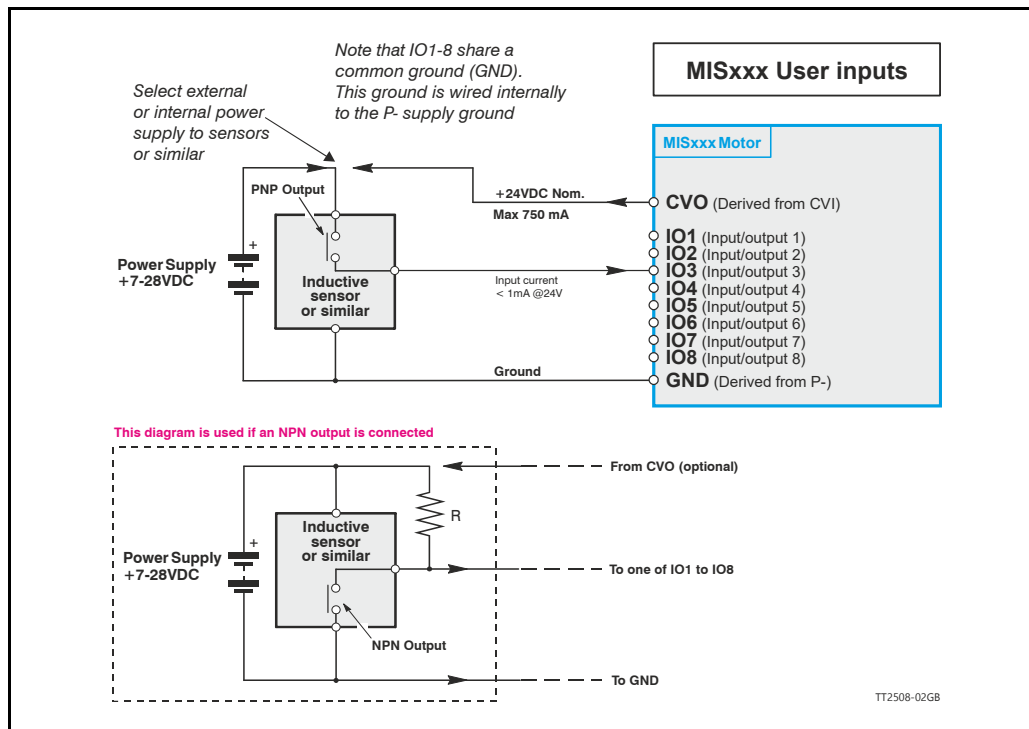 Note that IO1-8 share a
common ground (GND).
This ground is wired internally
to the P- supply ground
MISxxx User inputs
Select external
or internal power
supply to sensors
or similar
MISxxx Motor
PNP Output
+24VDC Nom.
Max 750 mA
CVO (Derived from CVI)
IO1 (Input/output 1)
IO2 (Input/output 2)
IO3 (Input/output 3)
IO4 (Input/output 4)
IO5 (Input/output 5)
IO6 (Input/output 6)
IO7 (Input/output 7)
IO8 (Input/output 8)
GND (Derived from P-)
+
Power Supply
+7-28VDC
Inductive
sensor
or similar
Input current
< 1mA @24V
Ground
This diagram is used if an NPN output is connected
From CVO (optional)
R
Inductive
sensor
or similar
+
Power Supply
+7-28VDC
To one of IO1 to IO8
NPN Output
To GND
TT2508-02GB